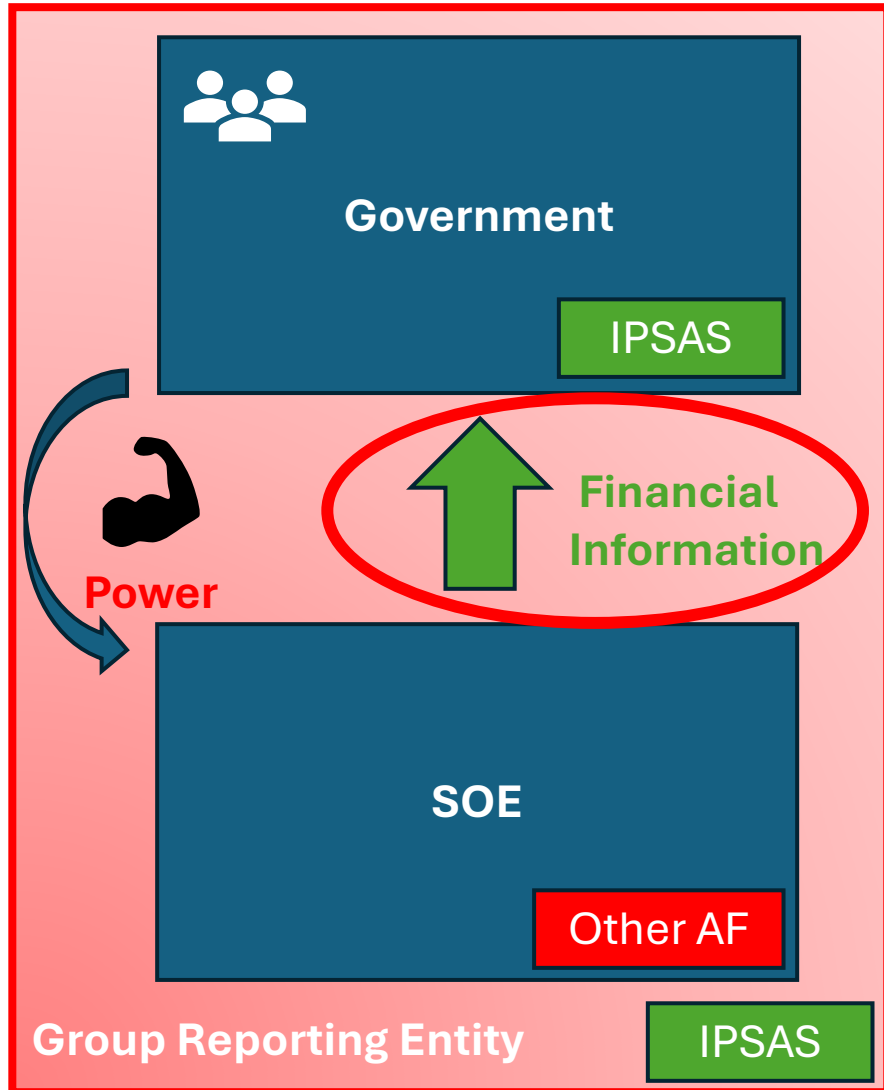 Government
IPSAS
Financial
Information
Power
SOE
Other AF
Group Reporting Entity
IPSAS